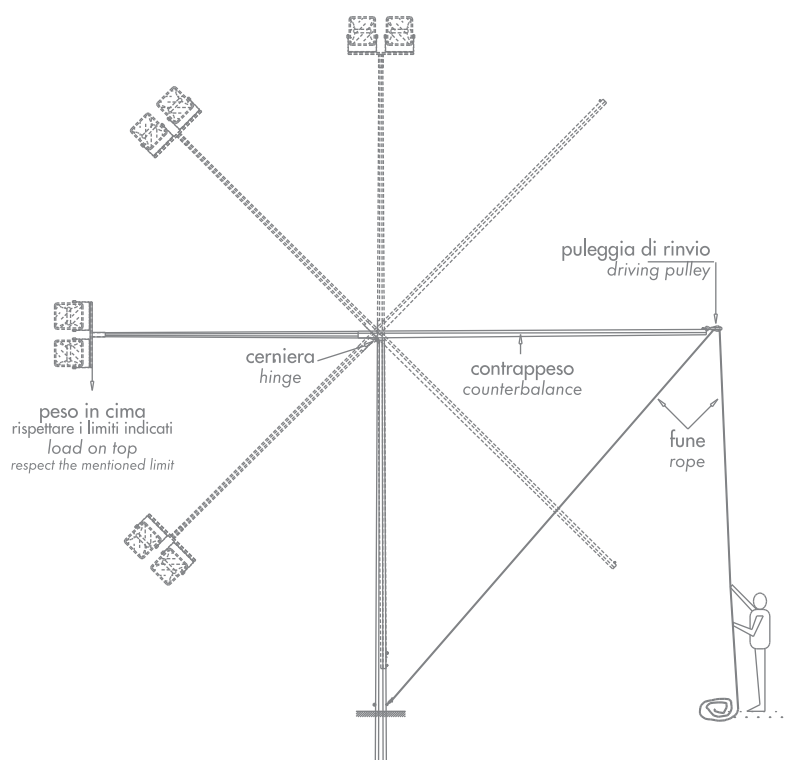 puleggia di rinvio
driving pulley
cerniera
hinge
contrappeso
counterbalance
peso in cima
rispettare i limiti indicati
load on top
respect the mentioned limit
fune
rope